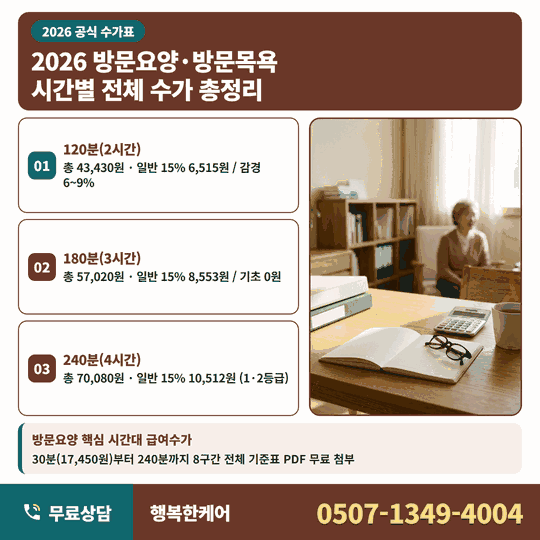 2026 공식 수가표
2026 방문요양·방문목욕
시간별 전체 수가 총정리
01
120분(2시간)
총 43,430원 · 일반 15% 6,515원 / 감경
6~9%
02
180분(3시간)
총 57,020원 · 일반 15% 8,553원 / 기초 0원
03
240분(4시간)
총 70,080원 · 일반 15% 10,512원 (1·2등급)
방문요양 핵심 시간대 급여수가
30분(17,450원)부터 240분까지 8구간 전체 기준표 PDF 무료 첨부
무료상담
행복한케어
0507-1349-4004